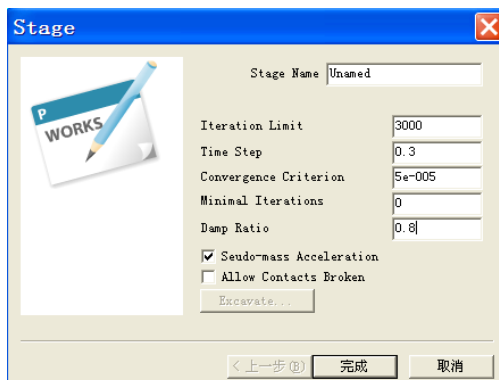 Stage
P
WORKS
Stage Name Unamed
Iteration Limit 3000
Time Step 0.3
Convergence Criterion 5e-005
Minimal Iterations 0
Damp Ratio 0.8
Seudo-mass Acceleration
Allow Contacts Broken
Excavate...
< 上一步(B) 完成 取消